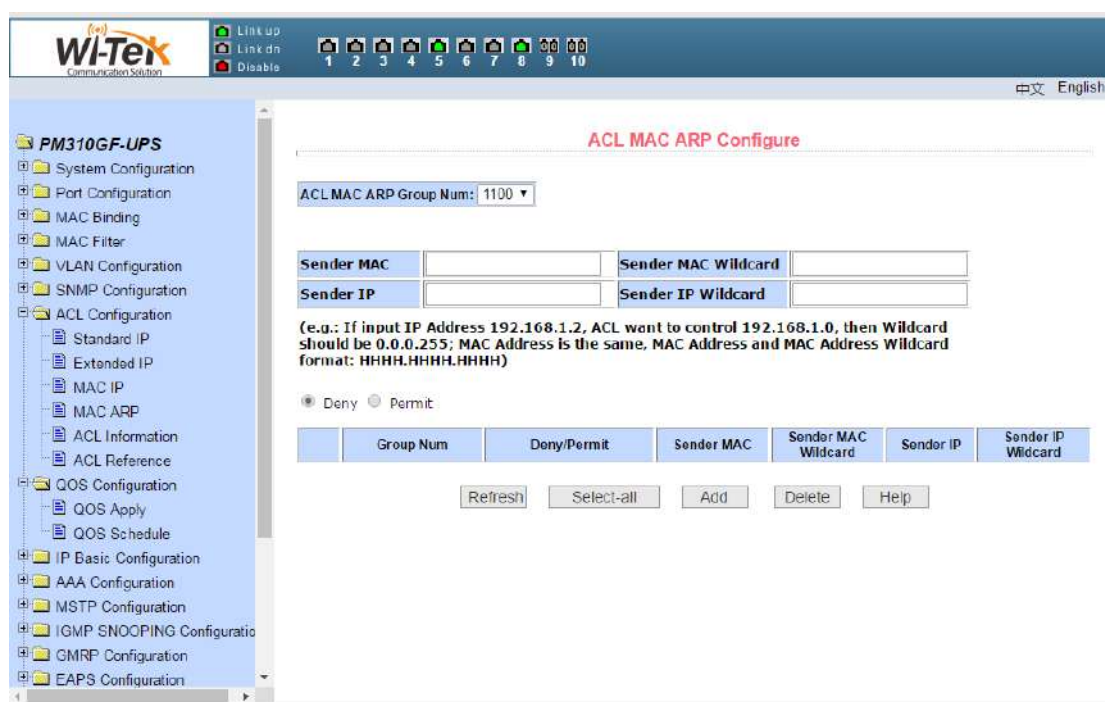 Wi-Tek
Communication Solution
Link up
Link dn
Disable
1 2 3 4 5 6 7 8 9 10
中文 English
PM310GF-UPS
System Configuration
Port Configuration
MAC Binding
MAC Filter
VLAN Configuration
SNMP Configuration
ACL Configuration
Standard IP
Extended IP
MAC IP
MAC ARP
ACL Information
ACL Reference
QOS Configuration
QOS Apply
QOS Schedule
IP Basic Configuration
AAA Configuration
MSTP Configuration
IGMP SNOOPING Configuratio
GMRP Configuration
EAPS Configuration
ACL MAC ARP Configure
ACL MAC ARP Group Num: 1100
Sender MAC Sender MAC Wildcard
Sender IP Sender IP Wildcard
(e.g.: If input IP Address 192.168.1.2, ACL want to control 192.168.1.0, then Wildcard
should be 0.0.0.255; MAC Address is the same, MAC Address and MAC Address Wildcard
format: HHHH.HHHH.HHHH)
Deny Permit
Group Num Deny/Permit Sender MAC Sender MAC Wildcard Sender IP Sender IP Wildcard
Refresh Select-all Add Delete Help